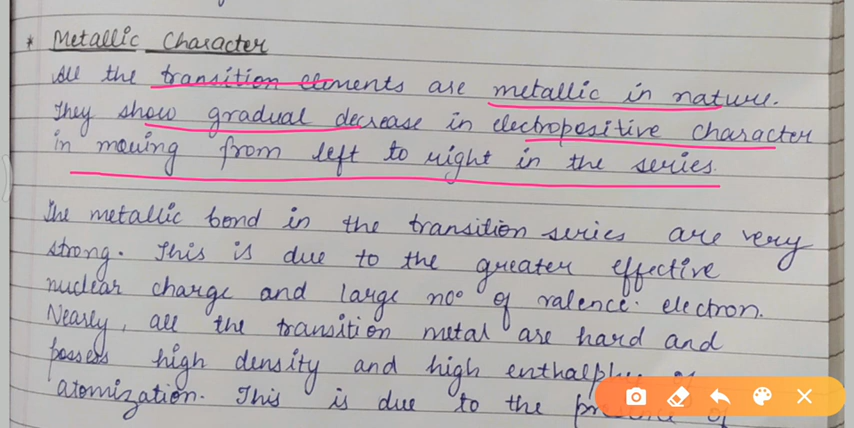 * Metallic Character
All the transition elements are metallic in nature.
They show gradual decrease in electropositive character
in moving from left to right in the series.
The metallic bond in the transition series are very
strong. This is due to the greater effective
nuclear charge and large no° of valence electron.
Nearly, all the transition metal are hard and
possess high density and high
atomization. This is due to the of